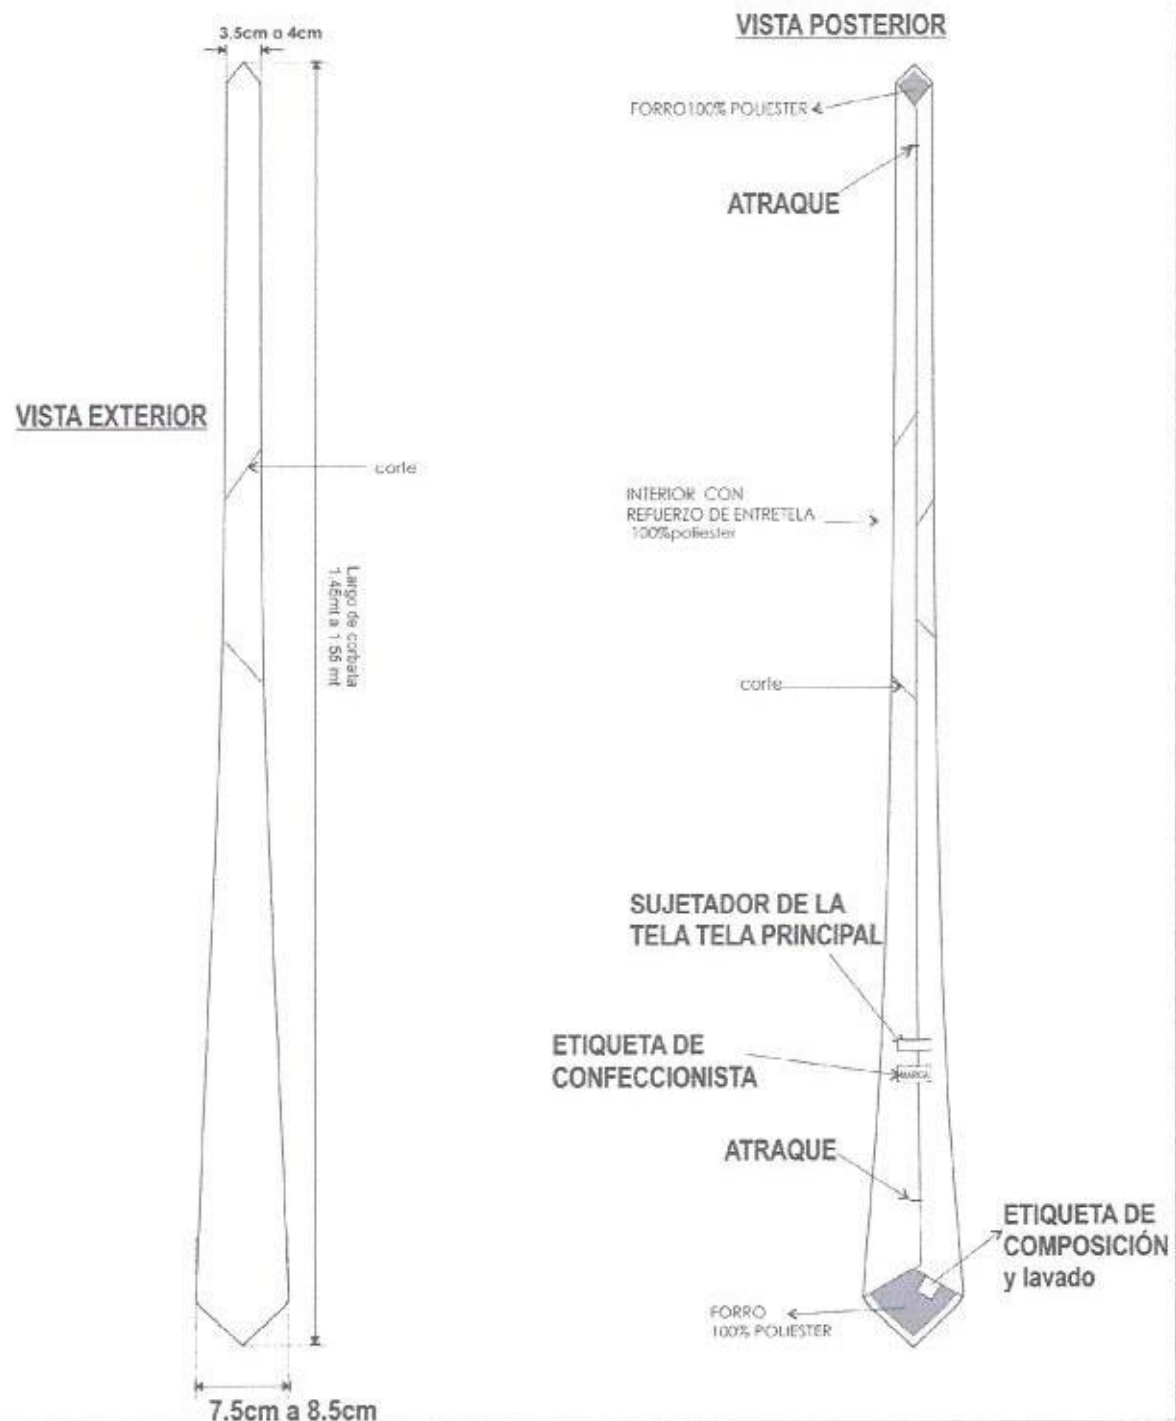 3.5cm a 4cm
VISTA EXTERIOR
corte
Largo de corbata
1.45mt a 1.55 mt
7.5cm a 8.5cm
VISTA POSTERIOR
FORRO100% POLIESTER
ATRAQUE
INTERIOR CON
REFUERZO DE ENTRETELA
100%poliester
corte
SUJETADOR DE LA
TELA TELA PRINCIPAL
ETIQUETA DE
CONFECCIONISTA
MARCA
ATRAQUE
ETIQUETA DE
COMPOSICIÓN
y lavado
FORRO
100% POLIESTER